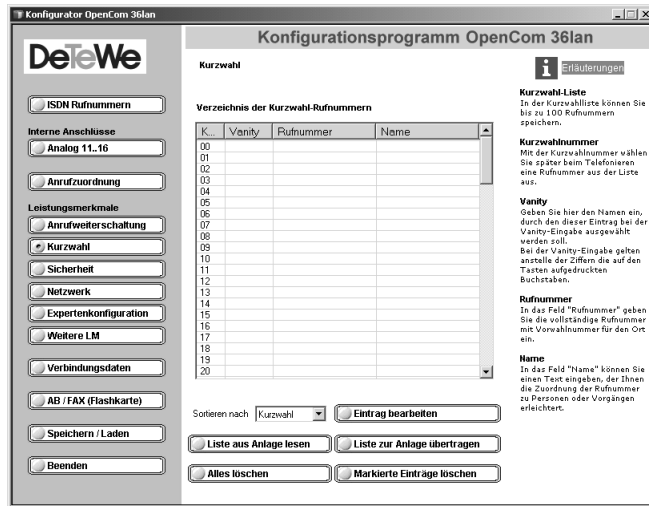 Konfigurator OpenCom 36lan
DeTeWe
Konfigurationsprogramm OpenCom 36lan
ISDN Rufnummern
Interne Anschlüsse
Analog 11..16
Anrufzuordnung
Leistungsmerkmale
Anrufweiterschaltung
Kurzwahl
Sicherheit
Netzwerk
Expertenkonfiguration
Weitere LM
Verbindungsdaten
AB / FAX (Flashkarte)
Speichern / Laden
Beenden
Kurzwahl
Verzeichnis der Kurzwahl-Rufnummern
K... Vanity Rufnummer Name
00
01
02
03
04
05
06
07
08
09
10
11
12
13
14
15
16
17
18
19
20
Sortieren nach Kurzwahl Eintrag bearbeiten
Liste aus Anlage lesen Liste zur Anlage übertragen
Alles löschen Markierte Einträge löschen
i Erläuterungen
Kurzwahl-Liste
In der Kurzwahlliste können Sie
bis zu 100 Rufnummern
speichern.
Kurzwahlnummer
Mit der Kurzwahlnummer wählen
Sie später beim Telefonieren
eine Rufnummer aus der Liste
aus.
Vanity
Geben Sie hier den Namen ein,
durch den dieser Eintrag bei der
Vanity-Eingabe ausgewählt
werden soll.
Bei der Vanity-Eingabe gelten
anstelle der Ziffern die auf den
Tasten aufgedruckten
Buchstaben.
Rufnummer
In das Feld "Rufnummer" geben
Sie die vollständige Rufnummer
mit Vorwahlnummer für den Ort
ein.
Name
In das Feld "Name" können Sie
einen Text eingeben, der Ihnen
die Zuordnung der Rufnummer
zu Personen oder Vorgängen
erleichtert.